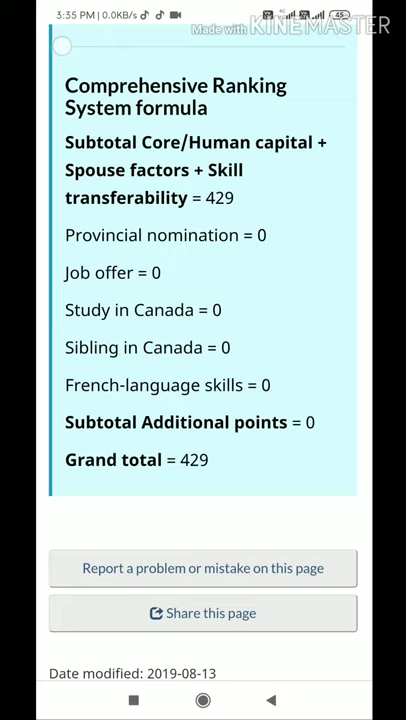 3:35 PM | 0.0KB/s
4G
45
Made with KINEMASTER
Comprehensive Ranking
System formula
Subtotal Core/Human capital +
Spouse factors + Skill
transferability = 429
Provincial nomination = 0
Job offer = 0
Study in Canada = 0
Sibling in Canada = 0
French-language skills = 0
Subtotal Additional points = 0
Grand total = 429
Report a problem or mistake on this page
Share this page
Date modified: 2019-08-13